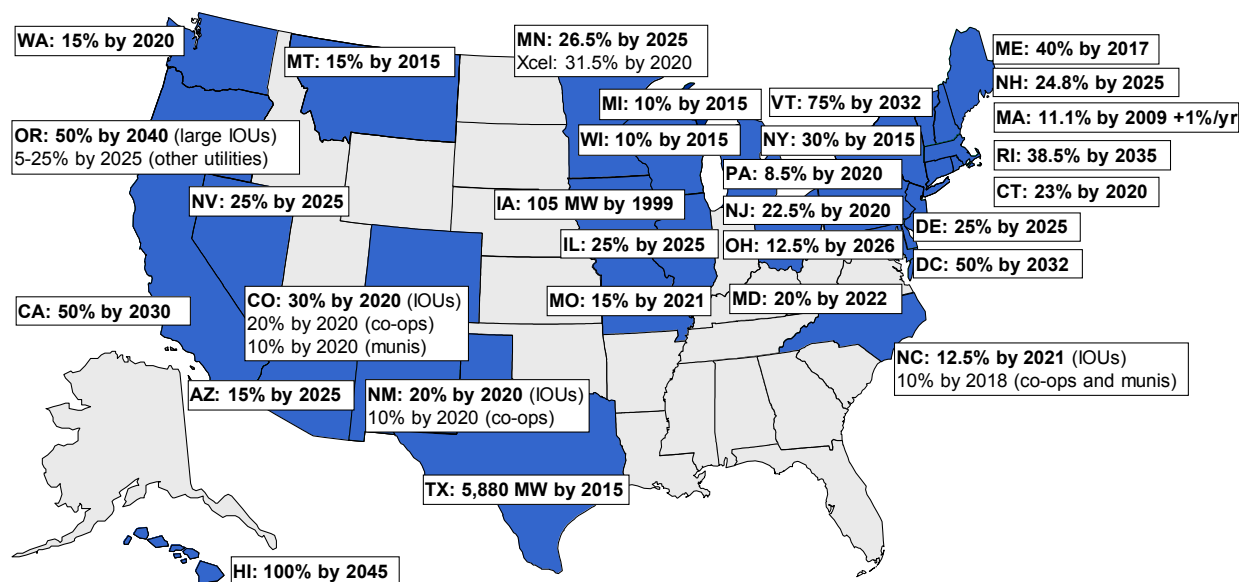 WA: 15% by 2020
MT: 15% by 2015
MN: 26.5% by 2025
Xcel: 31.5% by 2020
ME: 40% by 2017
NH: 24.8% by 2025
MI: 10% by 2015
VT: 75% by 2032
MA: 11.1% by 2009 +1%/yr
OR: 50% by 2040 (large IOUs)
5-25% by 2025 (other utilities)
WI: 10% by 2015
NY: 30% by 2015
RI: 38.5% by 2035
PA: 8.5% by 2020
CT: 23% by 2020
NV: 25% by 2025
IA: 105 MW by 1999
NJ: 22.5% by 2020
DE: 25% by 2025
IL: 25% by 2025
OH: 12.5% by 2026
DC: 50% by 2032
CA: 50% by 2030
CO: 30% by 2020 (IOUs)
20% by 2020 (co-ops)
10% by 2020 (munis)
MO: 15% by 2021
MD: 20% by 2022
NC: 12.5% by 2021 (IOUs)
10% by 2018 (co-ops and munis)
AZ: 15% by 2025
NM: 20% by 2020 (IOUs)
10% by 2020 (co-ops)
TX: 5,880 MW by 2015
HI: 100% by 2045